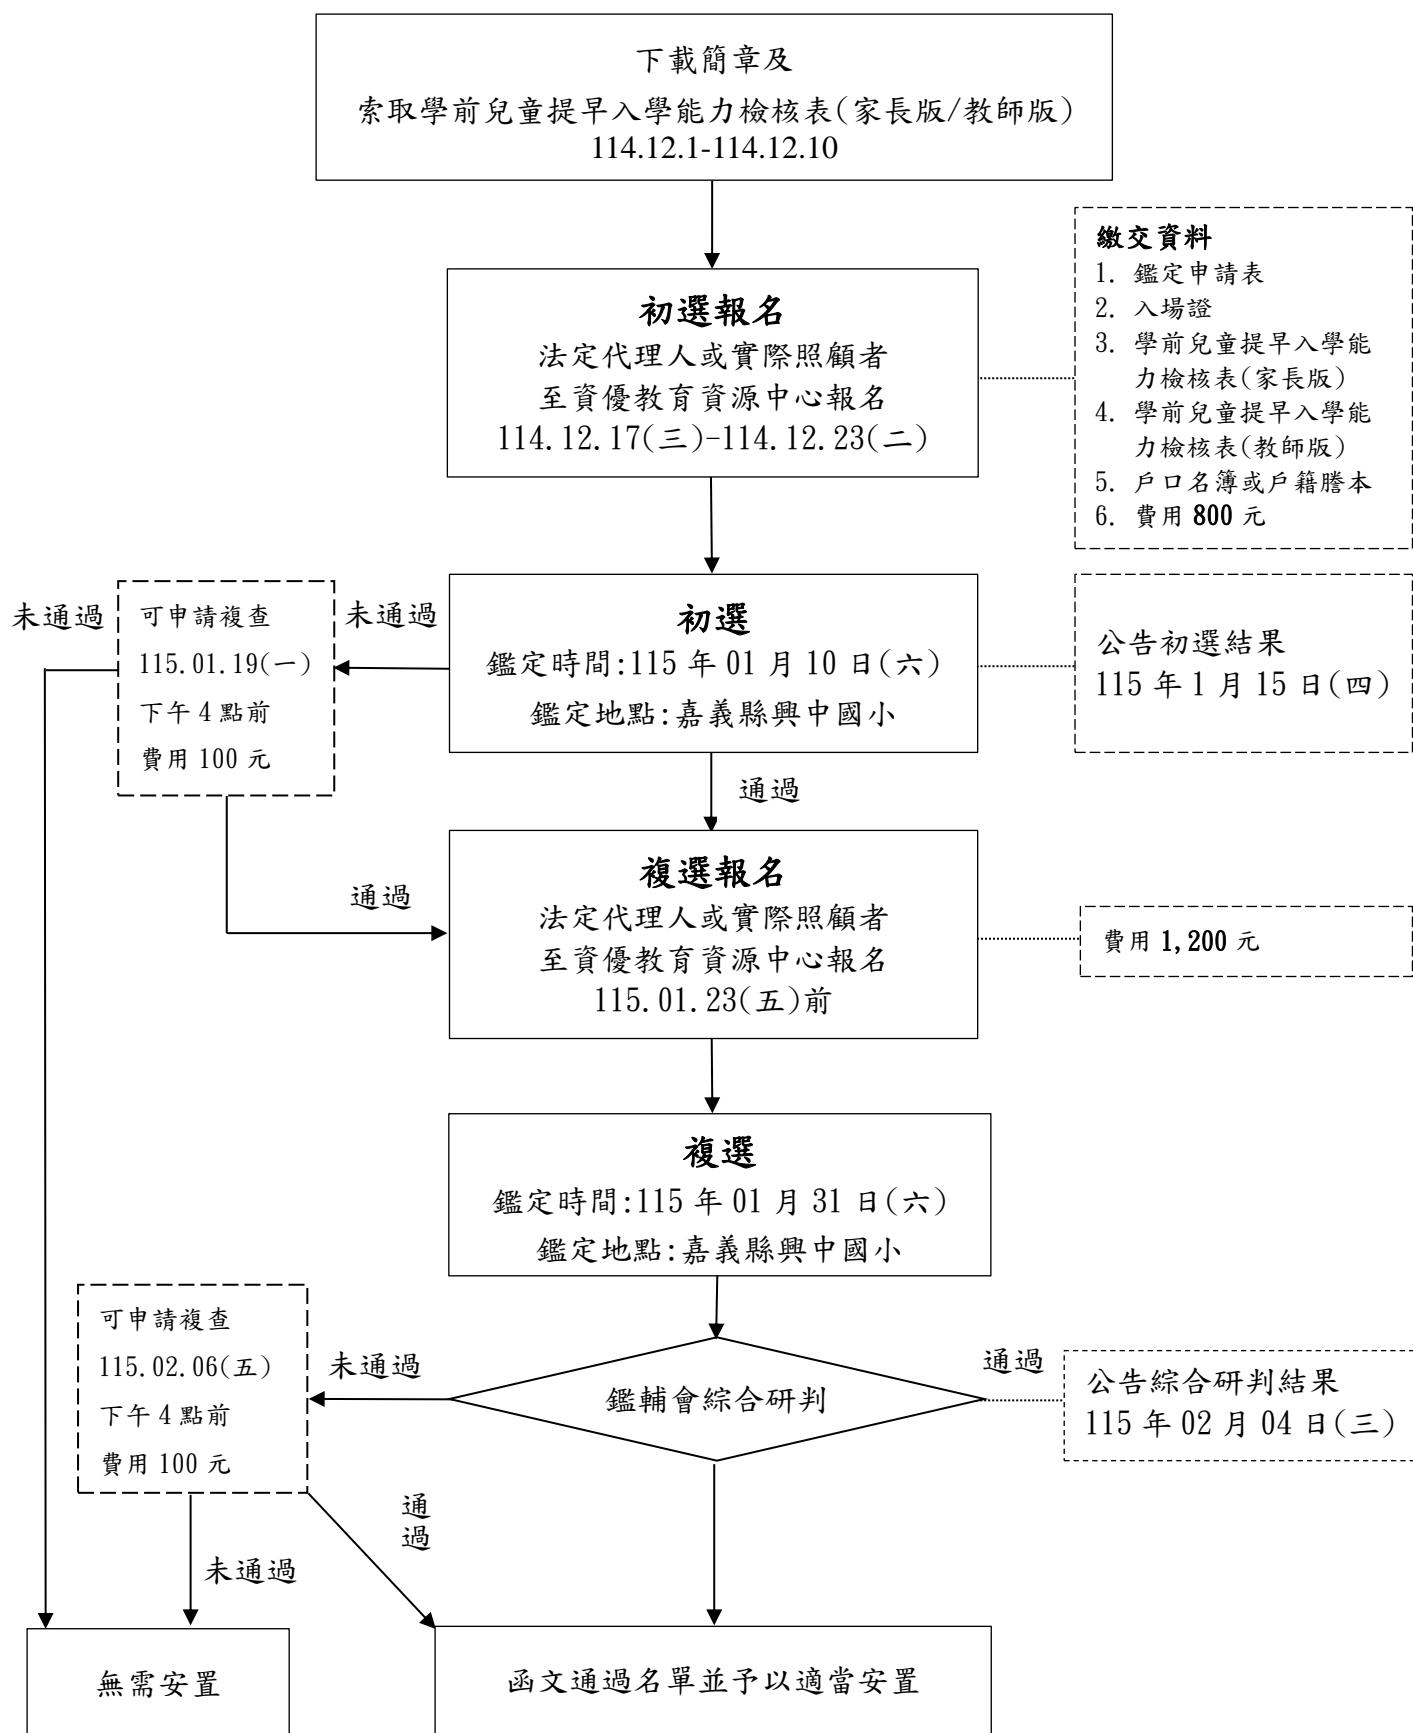 下載簡章及
索取學前兒童提早入學能力檢核表(家長版/教師版)
114.12.1-114.12.10
初選報名
法定代理人或實際照顧者
至資優教育資源中心報名
114.12.17(三)-114.12.23(二)
繳交資料
1. 鑑定申請表
2. 入場證
3. 學前兒童提早入學能
力檢核表(家長版)
4. 學前兒童提早入學能
力檢核表(教師版)
5. 戶口名簿或戶籍謄本
6. 費用 800 元
未通過
可申請複查
115.01.19(一)
下午 4 點前
費用 100 元
未通過
初選
鑑定時間:115 年 01 月 10 日(六)
鑑定地點:嘉義縣興中國小
公告初選結果
115 年 1 月 15 日(四)
通過
通過
複選報名
法定代理人或實際照顧者
至資優教育資源中心報名
115.01.23(五)前
費用 1,200 元
複選
鑑定時間:115 年 01 月 31 日(六)
鑑定地點:嘉義縣興中國小
可申請複查
115.02.06(五)
下午 4 點前
費用 100 元
未通過
鑑輔會綜合研判
通過
公告綜合研判結果
115 年 02 月 04 日(三)
通
過
未通過
無需安置
函文通過名單並予以適當安置